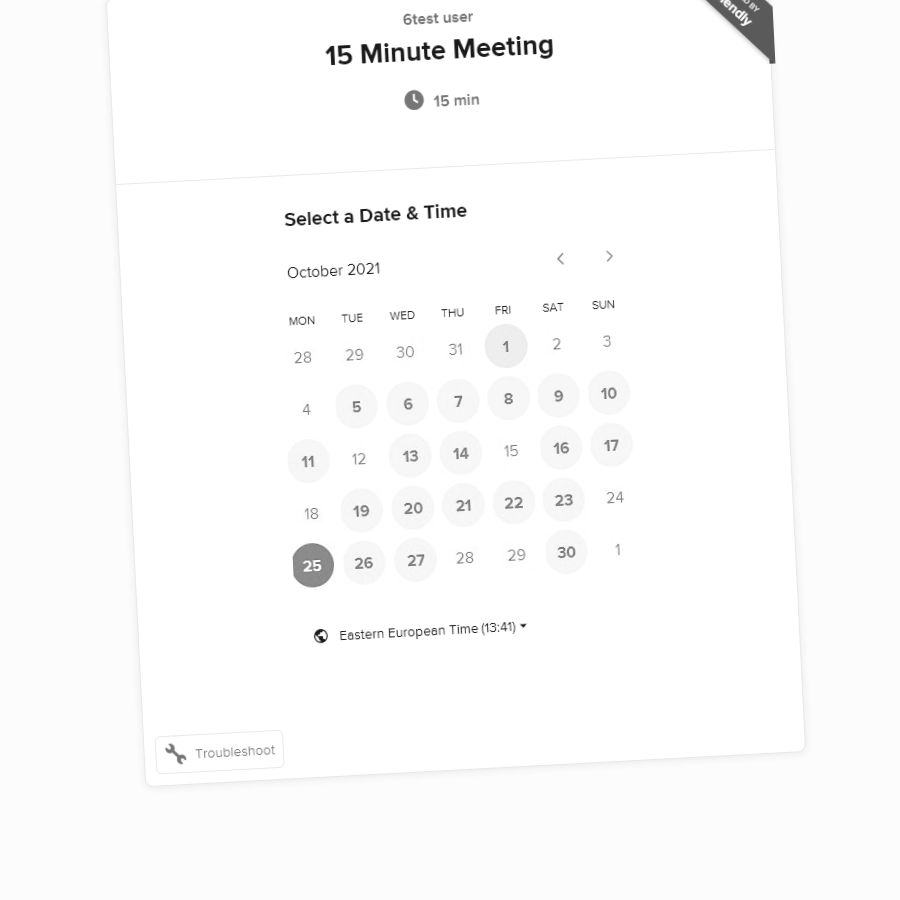 6test user
15 Minute Meeting
15 min
Select a Date & Time
October 2021
MON TUE WED THU FRI SAT SUN
28 29 30 31 1 2 3
4 5 6 7 8 9 10
11 12 13 14 15 16 17
18 19 20 21 22 23 24
25 26 27 28 29 30 1
Eastern European Time (13:41)
Troubleshoot